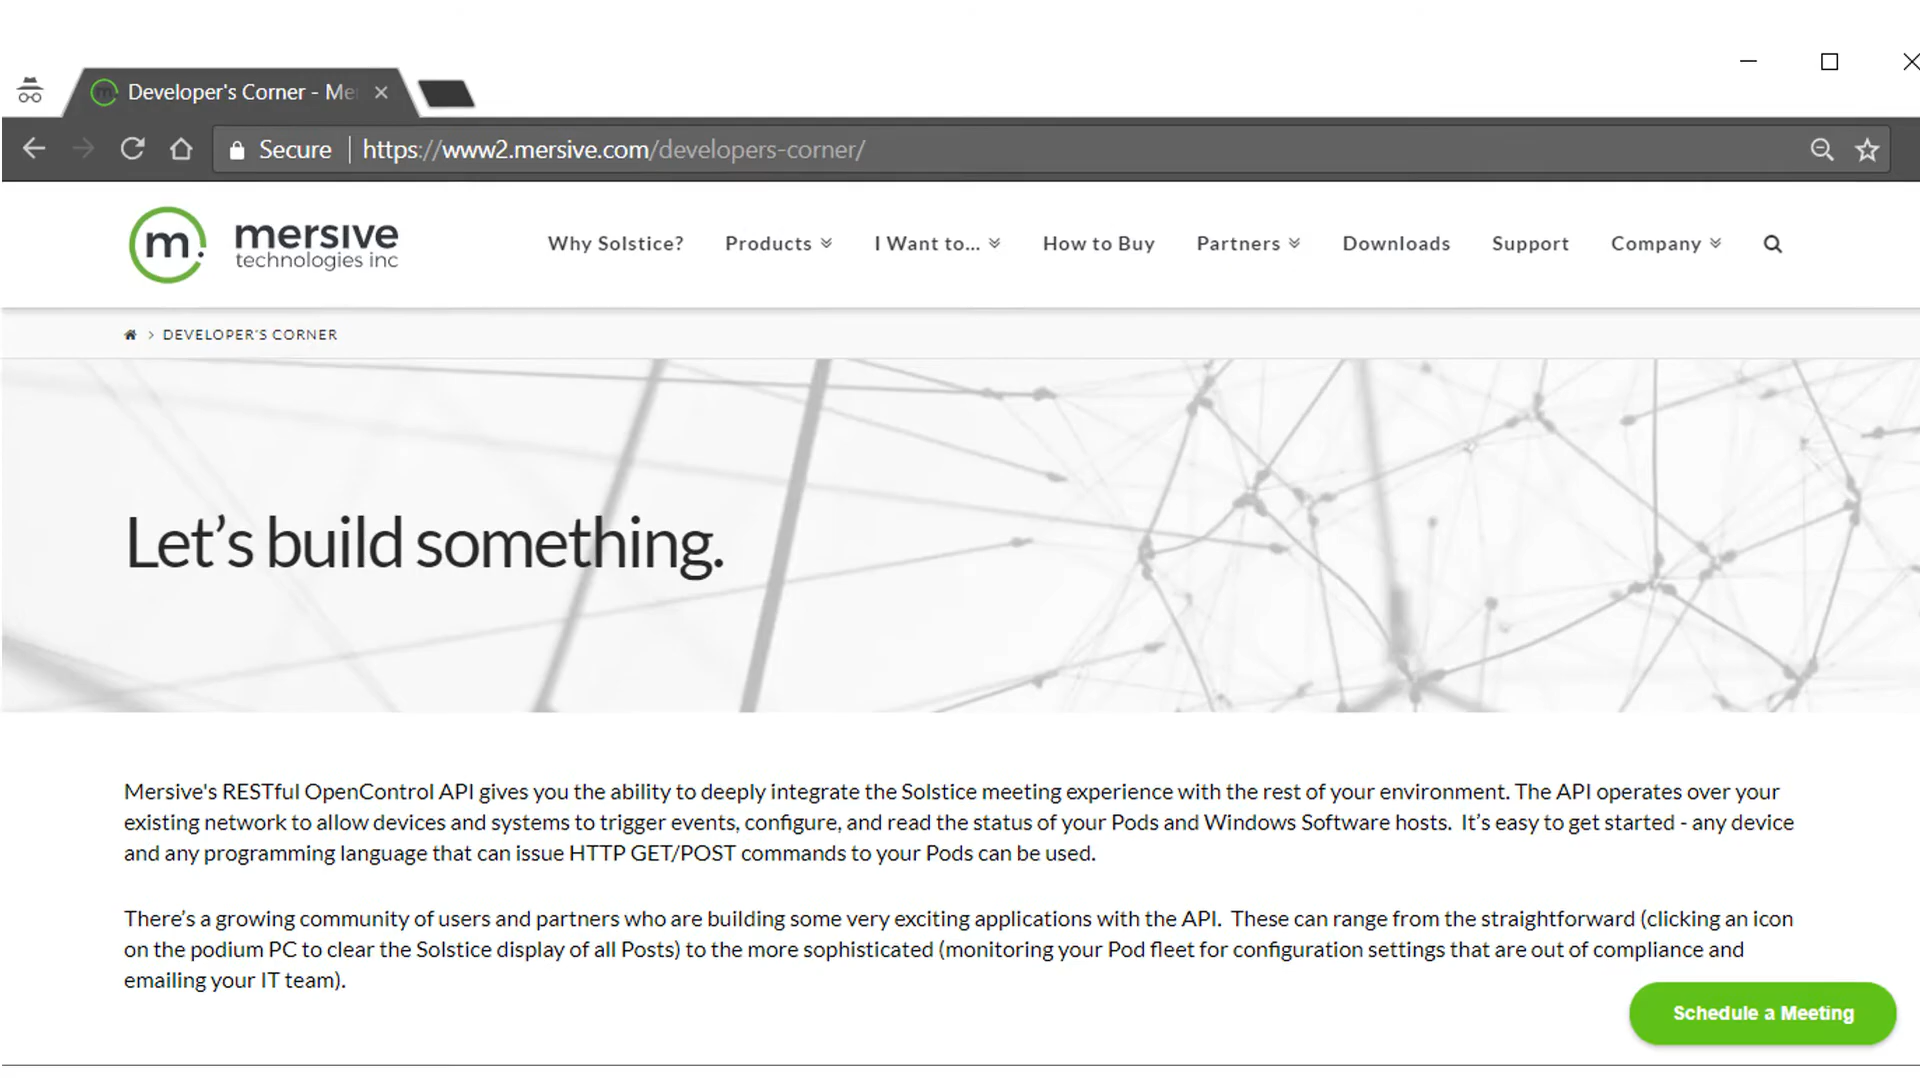 Developer's Corner - Me
Secure
https://www2.mersive.com/developers-corner/
m.
mersive
technologies inc
Why Solstice?
Products
I Want to...
How to Buy
Partners
Downloads
Support
Company
DEVELOPER'S CORNER
Let's build something.
Mersive's RESTful OpenControl API gives you the ability to deeply integrate the Solstice meeting experience with the rest of your environment. The API operates over your
existing network to allow devices and systems to trigger events, configure, and read the status of your Pods and Windows Software hosts.  It's easy to get started - any device
and any programming language that can issue HTTP GET/POST commands to your Pods can be used.
There's a growing community of users and partners who are building some very exciting applications with the API.  These can range from the straightforward (clicking an icon
on the podium PC to clear the Solstice display of all Posts) to the more sophisticated (monitoring your Pod fleet for configuration settings that are out of compliance and
emailing your IT team).
Schedule a Meeting